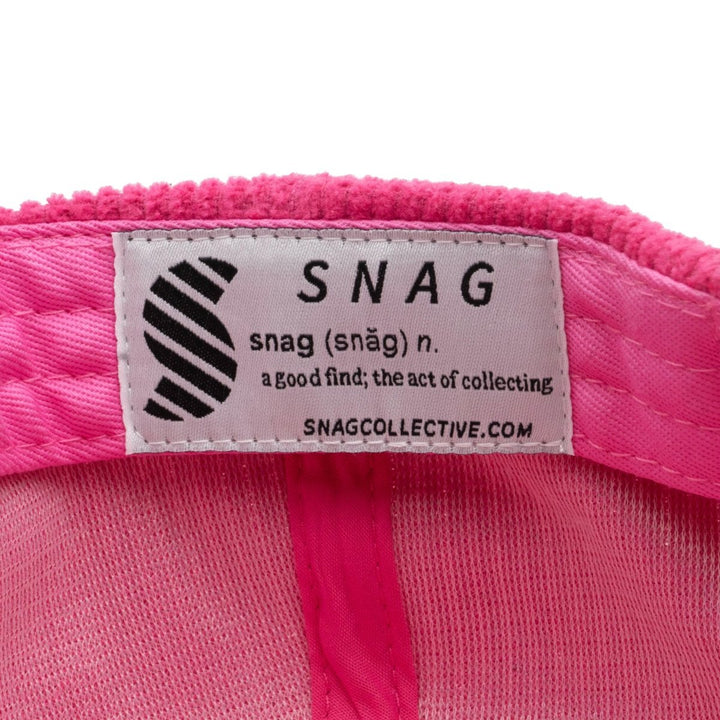 SNAG
snag (snăg) n.
a good find; the act of collecting
SNAGCOLLECTIVE.COM